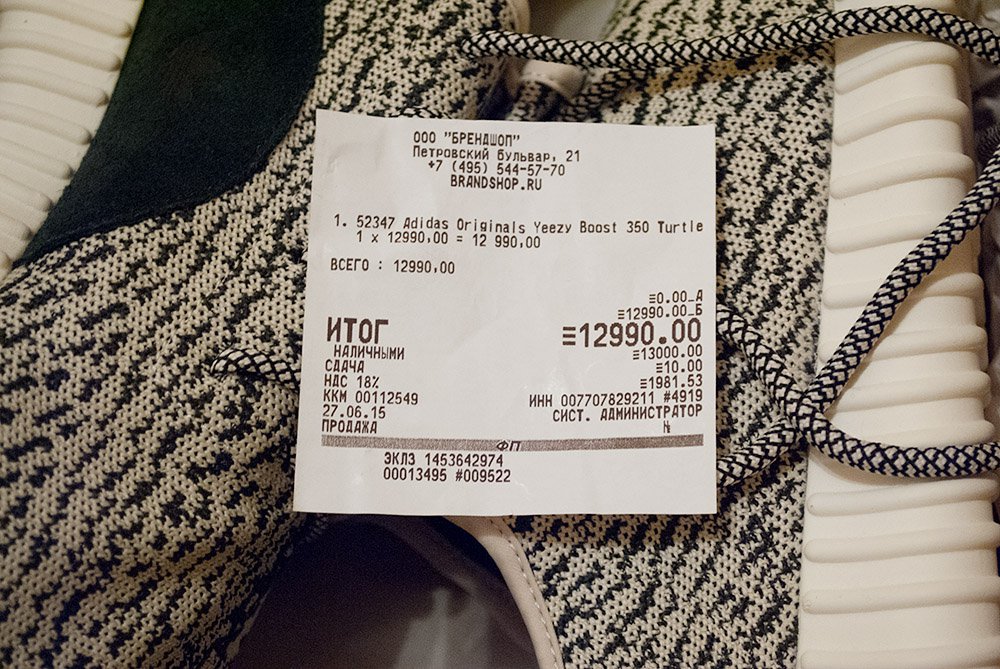 ООО "БРЕНДШОП"
Петровский бульвар, 21
+7 (495) 544-57-70
BRANDSHOP.RU
1. 52347 Adidas Originals Yeezy Boost 350 Turtle
1 x 12990,00 = 12 990,00
ВСЕГО : 12990,00
≡0.00_А
≡12990.00_Б
ИТОГ ≡12990.00
НАЛИЧНЫМИ ≡13000.00
СДАЧА ≡10.00
НДС 18% ≡1981.53
ККМ 00112549 ИНН 007707829211 #4919
27.06.15 СИСТ. АДМИНИСТРАТОР
ПРОДАЖА
ФП
ЭКЛЗ 1453642974
00013495 #009522